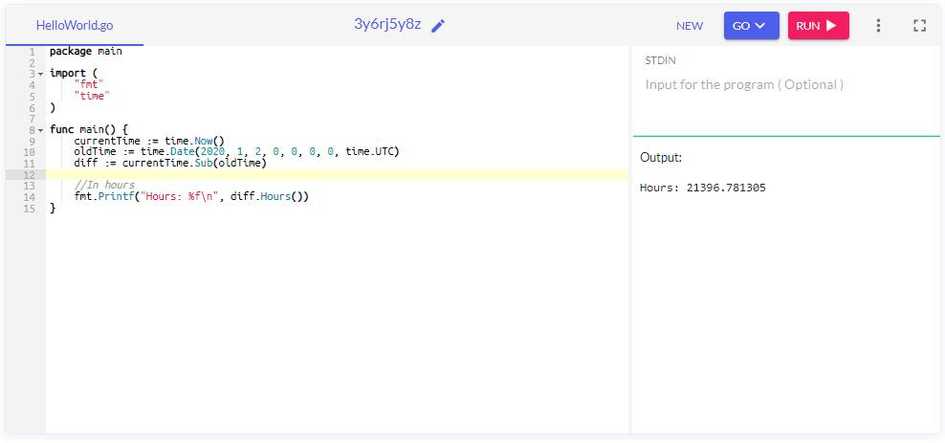 HelloWorld.go
3y6rj5y8z
NEW
GO
RUN
1 package main
2
3 import (
4 "fmt"
5 "time"
6 )
7
8 func main() {
9 currentTime := time.Now()
10 oldTime := time.Date(2020, 1, 2, 0, 0, 0, 0, time.UTC)
11 diff := currentTime.Sub(oldTime)
12
13 //In hours
14 fmt.Printf("Hours: %f\n", diff.Hours())
15 }
STDIN
Input for the program ( Optional )
Output:
Hours: 21396.781305